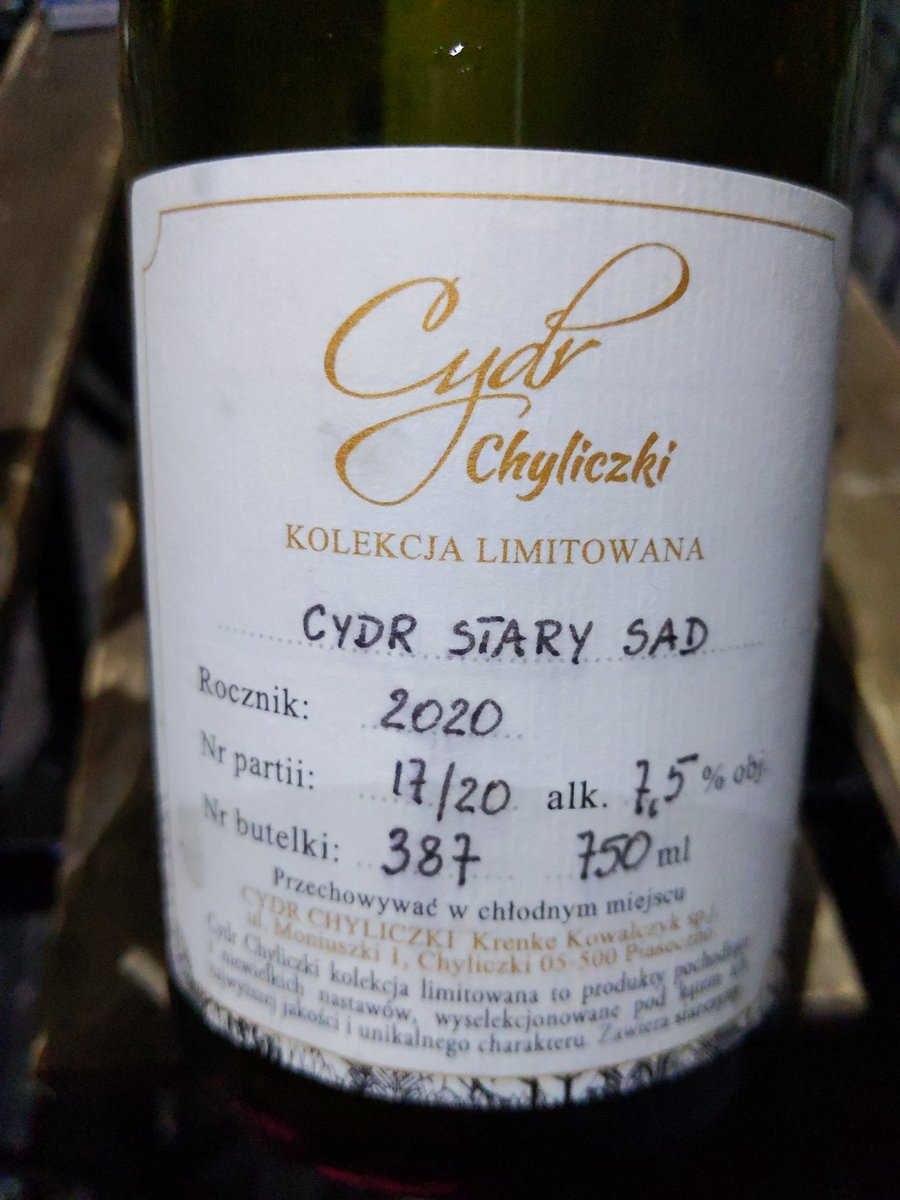 Cydr
Chyliczki
KOLEKCJA LIMITOWANA
CYDR STARY SAD
Rocznik: 2020
Nr partii: 17/20 alk. 7,5 % obj.
Nr butelki: 387 750 ml
Przechowywać w chłodnym miejscu
CYDR CHYLICZKI Krenke Kowalczyk sp.j.
ul. Moniuszki 1, Chyliczki 05-500 Piaseczno
Cydr Chyliczki kolekcja limitowana to produkty
z niewielkich nastawów, wyselekcjonowane pod kątem ich
najwyższej jakości i unikalnego charakteru. Zawiera siarczyny.